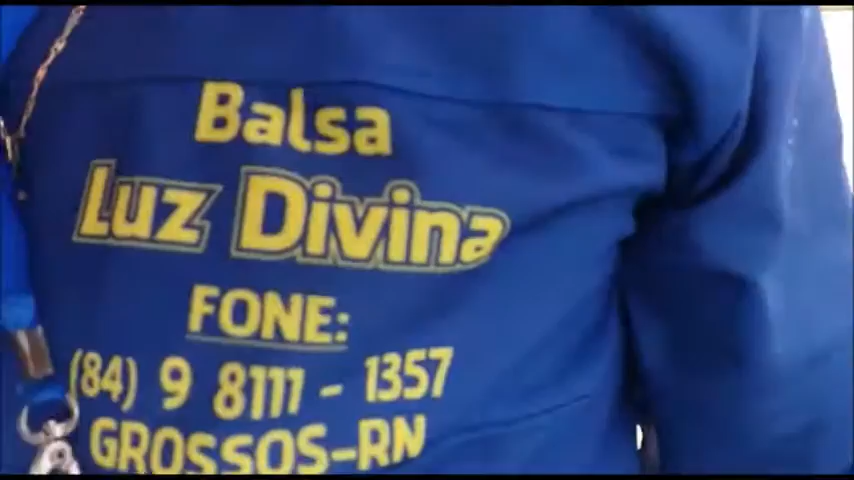 Balsa
Luz Divina
FONE:
(84) 9 8111 - 1357
GROSSOS-RN